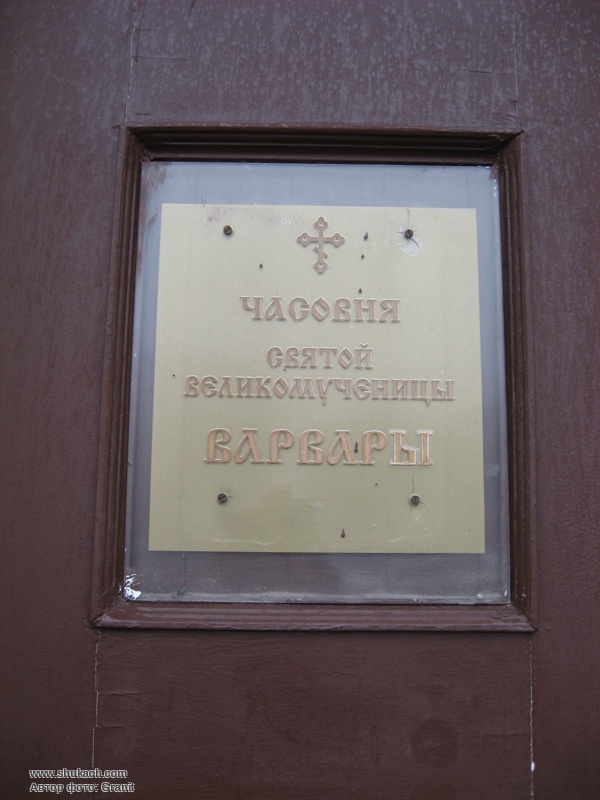 ЧАСОВНЯ
СВЯТОЙ
ВЕЛИКОМУЧЕНИЦЫ
ВАРВАРЫ
www.shukach.com
Автор фото: Granit